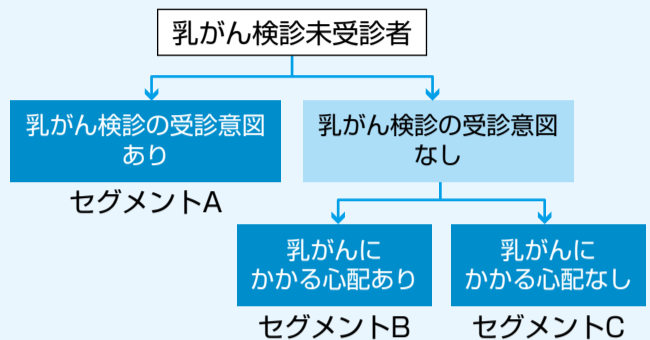 乳がん検診未受診者
乳がん検診の受診意図
あり
セグメントA
乳がん検診の受診意図
なし
乳がんに
かかる心配あり
セグメントB
乳がんに
かかる心配なし
セグメントC